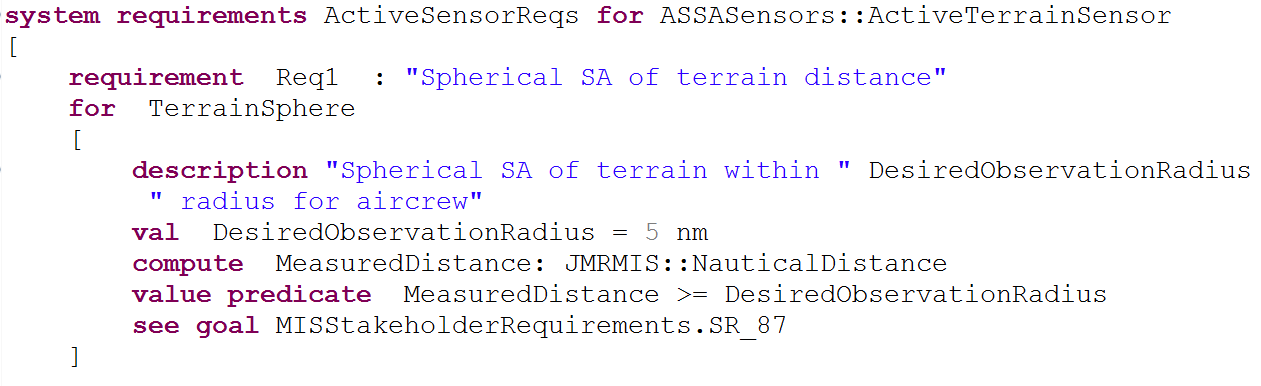 system requirements ActiveSensorReqs for ASSASensors::ActiveTerrainSensor
[
requirement Req1 : "Spherical SA of terrain distance"
for TerrainSphere
[
description "Spherical SA of terrain within " DesiredObservationRadius
" radius for aircrew"
val DesiredObservationRadius = 5 nm
compute MeasuredDistance: JMRMIS::NauticalDistance
value predicate MeasuredDistance >= DesiredObservationRadius
see goal MISStakeholderRequirements.SR_87
]